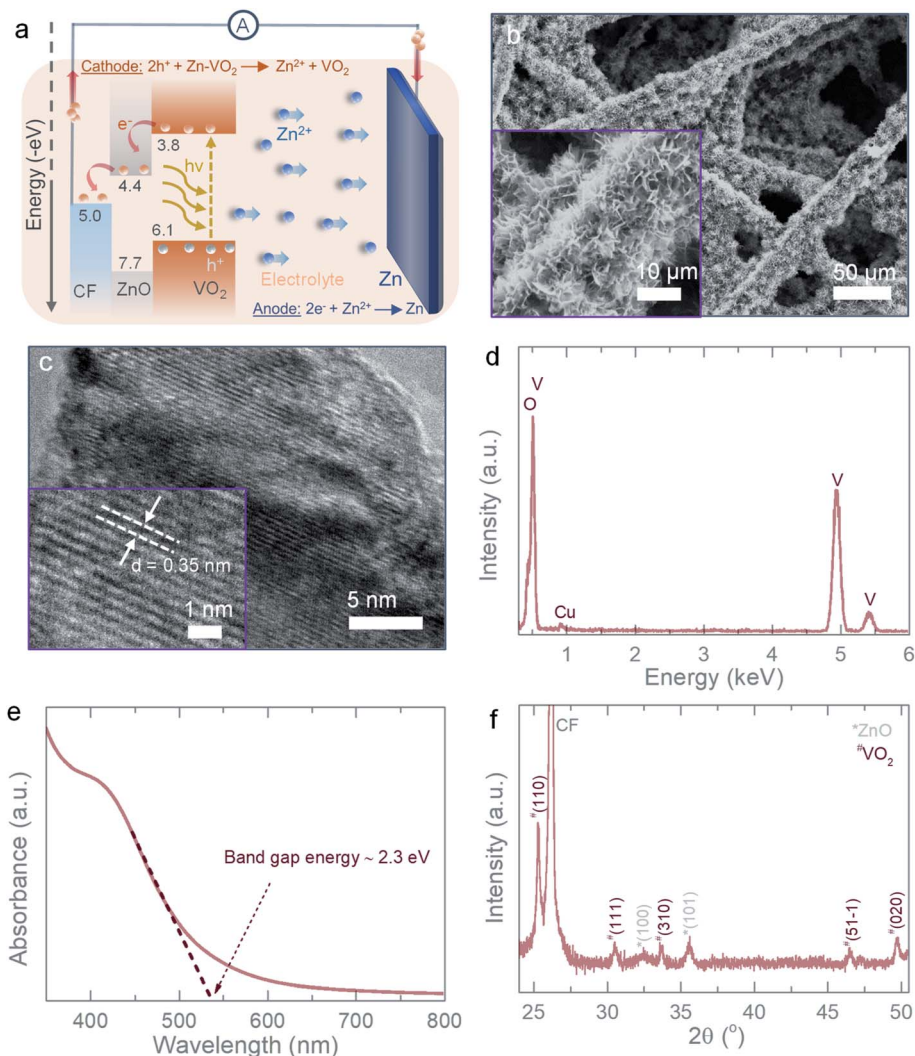 a
A
Cathode: 2h⁺ + Zn-VO₂ → Zn²⁺ + VO₂
Energy (-eV)
e⁻
3.8
hν
4.4
5.0
6.1
7.7
h⁺
CF
ZnO
VO₂
Zn²⁺
Electrolyte
Zn
Anode: 2e⁻ + Zn²⁺ → Zn
b
10 µm
50 µm
c
d = 0.35 nm
1 nm
5 nm
d
V
O
Cu
V
V
Intensity (a.u.)
1 2 3 4 5 6
Energy (keV)
e
Absorbance (a.u.)
Band gap energy ~ 2.3 eV
400 500 600 700 800
Wavelength (nm)
f
CF
*ZnO
#VO₂
#(110)
#(111)
*(100)
#(310)
*(101)
#(51-1)
#(020)
Intensity (a.u.)
25 30 35 40 45 50
2θ (°)